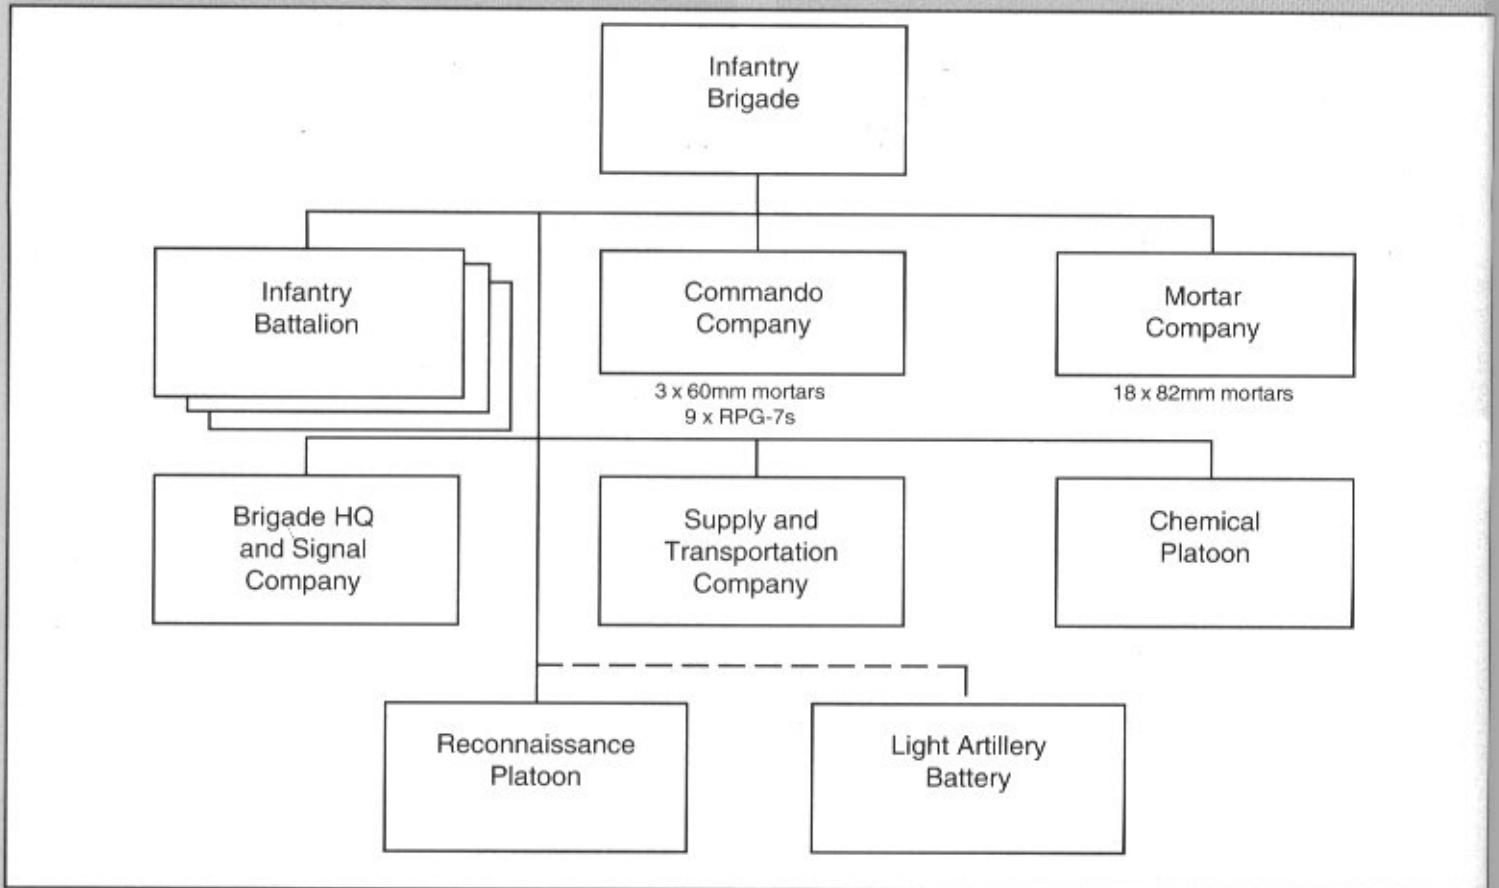 Infantry
Brigade
Infantry
Battalion
Commando
Company
Mortar
Company
3 x 60mm mortars
9 x RPG-7s
18 x 82mm mortars
Brigade HQ
and Signal
Company
Supply and
Transportation
Company
Chemical
Platoon
Reconnaissance
Platoon
Light Artillery
Battery